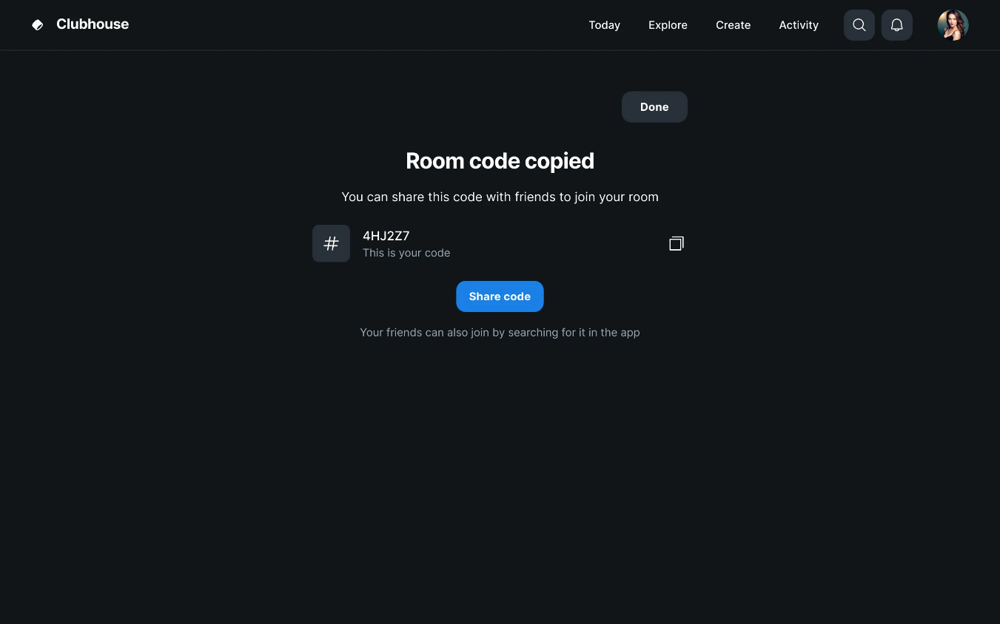 Clubhouse
Today Explore Create Activity
Done
Room code copied
You can share this code with friends to join your room
4HJ2Z7
This is your code
Share code
Your friends can also join by searching for it in the app